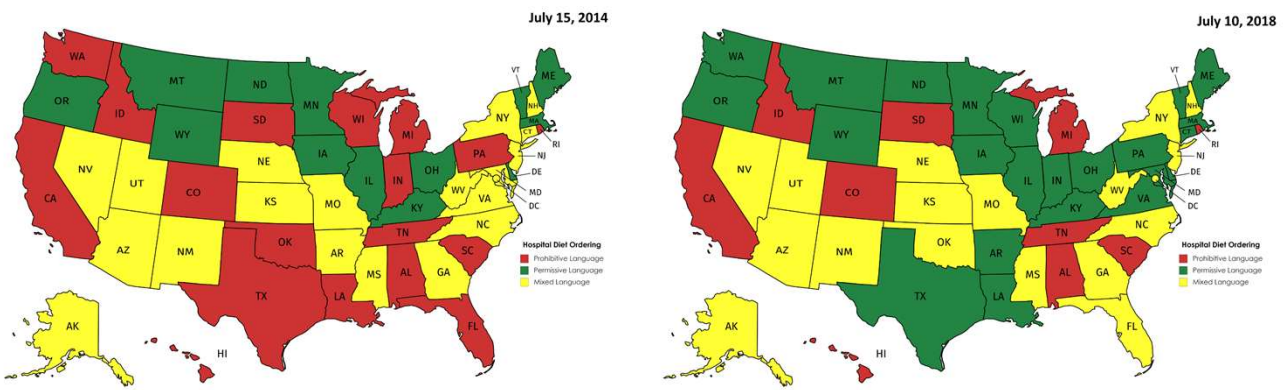 July 15, 2014
WA
MT
ND
MN
VT
ME
NH
OR
ID
WY
SD
WI
MI
NY
MA
CT
RI
NV
UT
CO
NE
IA
IL
IN
OH
PA
NJ
DE
MD
DC
CA
KS
MO
KY
WV
VA
AZ
NM
OK
AR
TN
NC
SC
TX
LA
MS
AL
GA
FL
AK
HI
Hospital Diet Ordering
Prohibitive Language
Permissive Language
Mixed Language
July 10, 2018
WA
MT
ND
MN
VT
ME
NH
OR
ID
WY
SD
WI
MI
NY
MA
CT
RI
NV
UT
CO
NE
IA
IL
IN
OH
PA
NJ
DE
MD
DC
CA
KS
MO
KY
WV
VA
AZ
NM
OK
AR
TN
NC
SC
TX
LA
MS
AL
GA
FL
AK
HI
Hospital Diet Ordering
Prohibitive Language
Permissive Language
Mixed Language